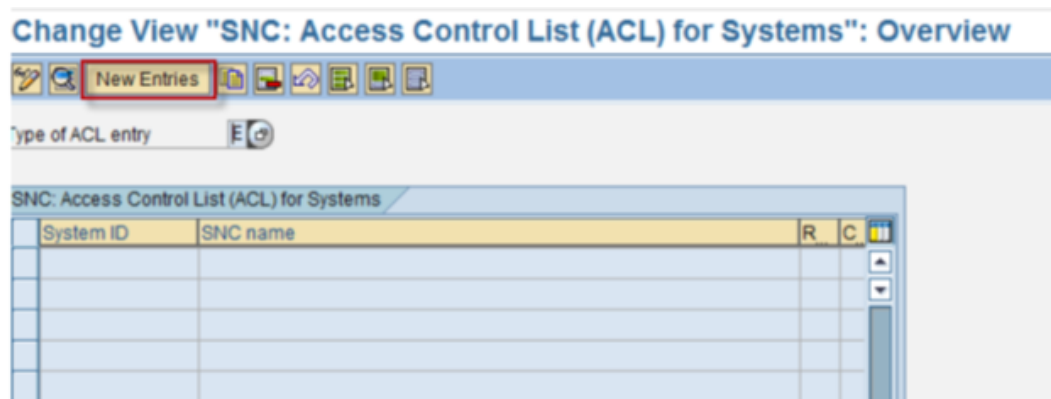 Change View "SNC: Access Control List (ACL) for Systems": Overview
New Entries
Type of ACL entry E
SNC: Access Control List (ACL) for Systems
System ID SNC name R... C..